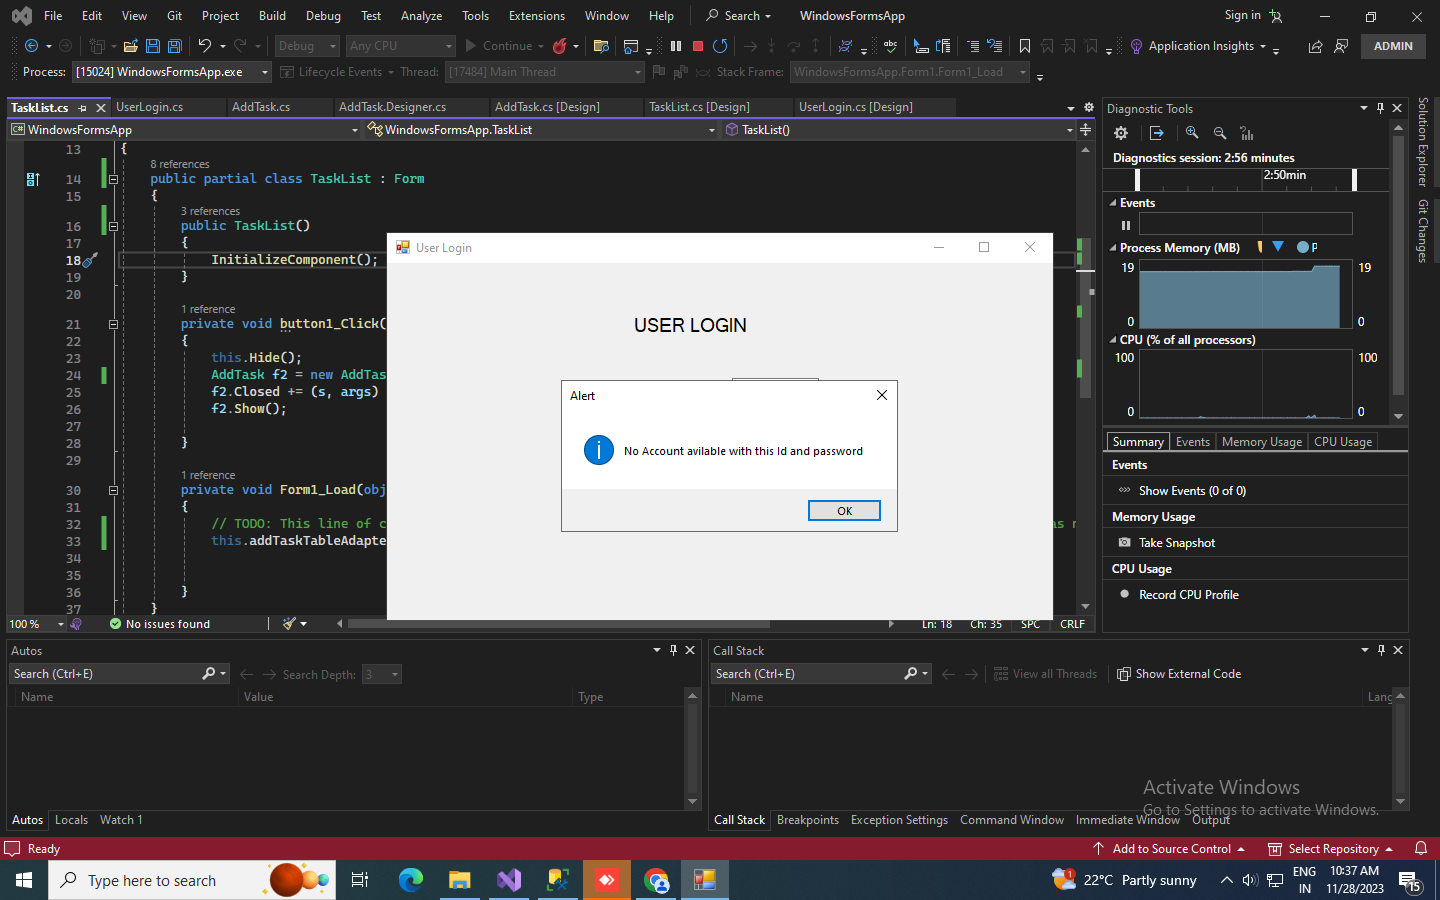 File Edit View Git Project Build Debug Test Analyze Tools Extensions Window Help Search WindowsFormsApp Sign in
Debug Any CPU Continue Application Insights ADMIN
Process: [15024] WindowsFormsApp.exe Lifecycle Events Thread: [17484] Main Thread Stack Frame: WindowsFormsApp.Form1.Form1_Load
TaskList.cs UserLogin.cs AddTask.cs AddTask.Designer.cs AddTask.cs [Design] TaskList.cs [Design] UserLogin.cs [Design]
C# WindowsFormsApp WindowsFormsApp.TaskList TaskList()
13 {
8 references
14 public partial class TaskList : Form
15 {
3 references
16 public TaskList()
17 {
18 InitializeComponent();
19 }
20
1 reference
21 private void button1_Click(
22 {
23 this.Hide();
24 AddTask f2 = new AddTas
25 f2.Closed += (s, args)
26 f2.Show();
27
28 }
29
1 reference
30 private void Form1_Load(obj
31 {
32 // TODO: This line of c
33 this.addTaskTableAdapte
34
35
36 }
37 }
100 % No issues found Ln: 18 Ch: 35 SPC CRLF
User Login
USER LOGIN
Alert
No Account avilable with this Id and password
OK
Diagnostic Tools
Diagnostics session: 2:56 minutes
2:50min
Events
Process Memory (MB) P
19 19
0 0
CPU (% of all processors)
100 100
0 0
Summary Events Memory Usage CPU Usage
Events
Show Events (0 of 0)
Memory Usage
Take Snapshot
CPU Usage
Record CPU Profile
Solution Explorer
Git Changes
Autos
Search (Ctrl+E) Search Depth: 3
Name Value Type
Autos Locals Watch 1
Call Stack
Search (Ctrl+E) View all Threads Show External Code
Name Lang
Activate Windows
Go to Settings to activate Windows.
Call Stack Breakpoints Exception Settings Command Window Immediate Window Output
Ready Add to Source Control Select Repository
Type here to search 1 22°C Partly sunny ENG IN 10:37 AM 11/28/2023 15